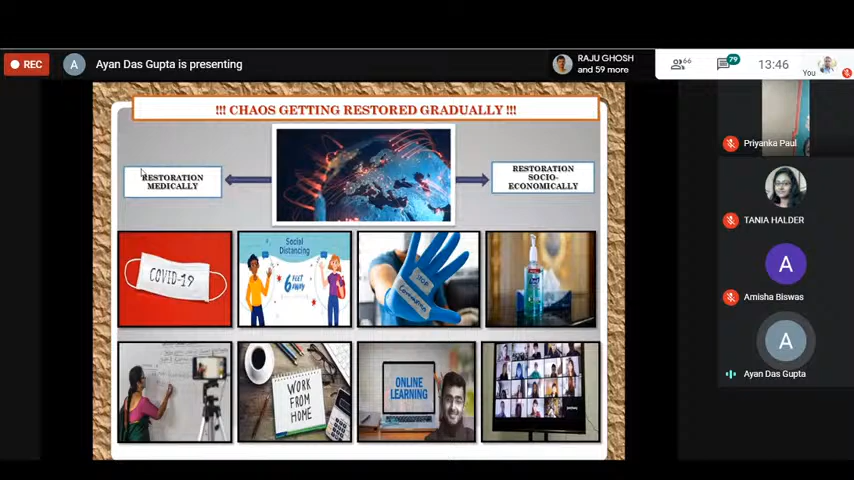 REC
A
Ayan Das Gupta is presenting
RAJU GHOSH
and 59 more
66
79
13:46
You
!!! CHAOS GETTING RESTORED GRADUALLY !!!
RESTORATION
MEDICALLY
RESTORATION
SOCIO-
ECONOMICALLY
COVID-19
Social
Distancing
6 FEET
AWAY
STOP
WORK
FROM
HOME
ONLINE
LEARNING
Priyanka Paul
TANIA HALDER
A
Amisha Biswas
A
Ayan Das Gupta